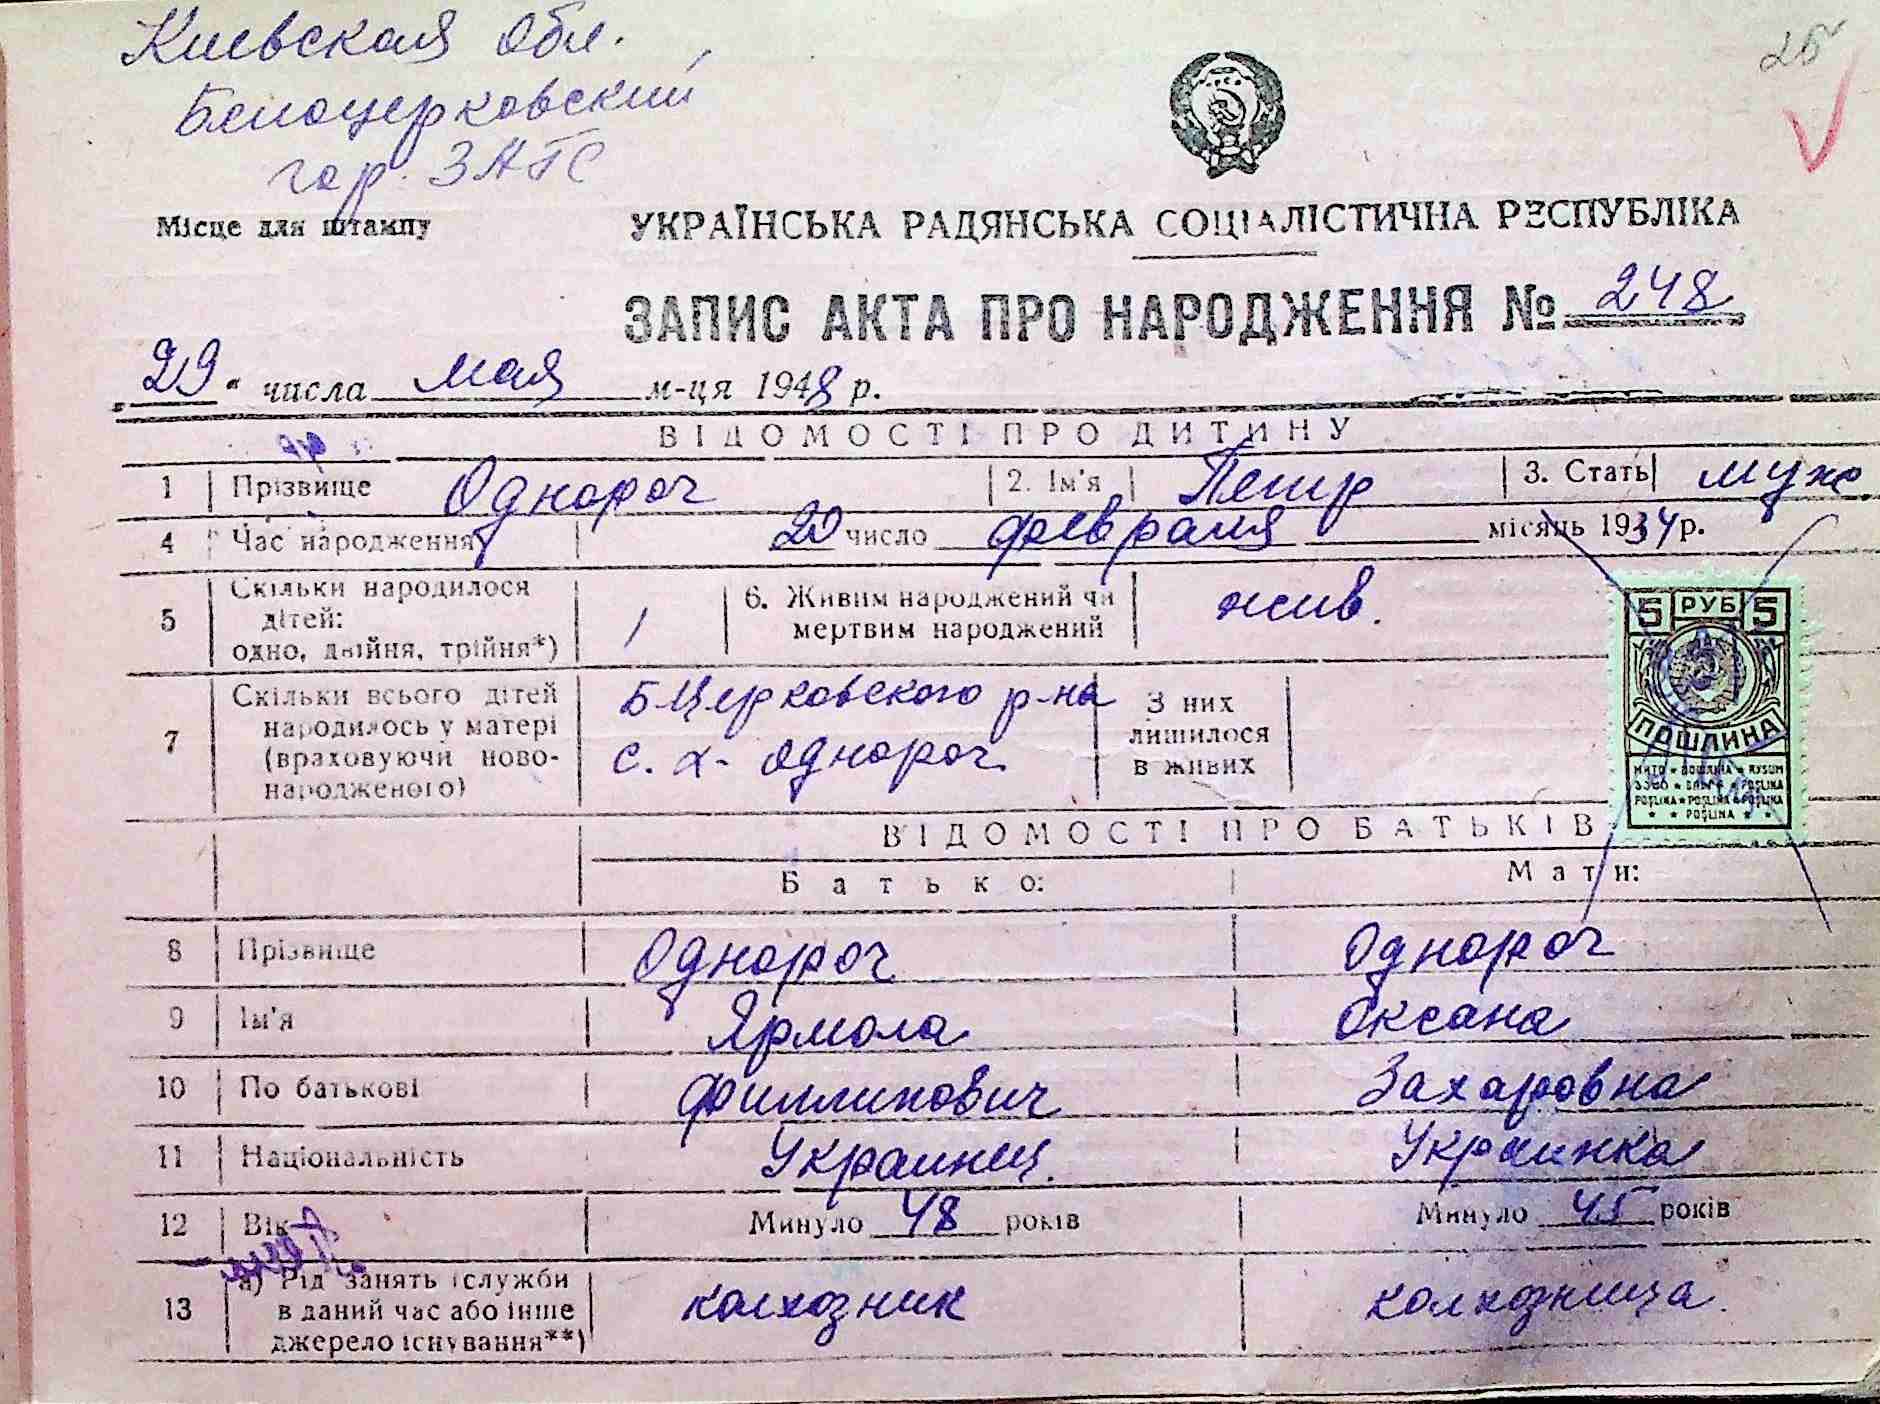 Киевская обл.
Белоцерковский
гор. ЗАГС
25
Місце для штампу
УКРАЇНСЬКА РАДЯНСЬКА СОЦІАЛІСТИЧНА РЕСПУБЛІКА
ЗАПИС АКТА ПРО НАРОДЖЕННЯ № 248
„29“ числа мая м-ця 1948 р.
ВІДОМОСТІ ПРО ДИТИНУ
1 Прізвище Однороч 2. Ім'я Петр 3. Стать муж.
4 Час народження 20 число февраля місяць 1934 р.
5 Скільки народилося дітей: одно, двійня, трійня*) 1 6. Живим народжений чи мертвим народжений жив.
7 Скільки всього дітей народилось у матері (враховуючи новонародженого) Б-Церковского р-на с. х- Однороч З них лишилося в живих
5 РУБ 5
ПОШЛИНА
ВІДОМОСТІ ПРО БАТЬКІВ
Батько: Мати:
8 Прізвище Однороч Однороч
9 Ім'я Ярмола Оксана
10 По батькові Филлипович Захаровна
11 Національність Украинец. Украинка
12 Вік Минуло 48 років Минуло 45 років
13 а) Рід занять і служби в даний час або інше джерело існування**) колхозник колхозница.